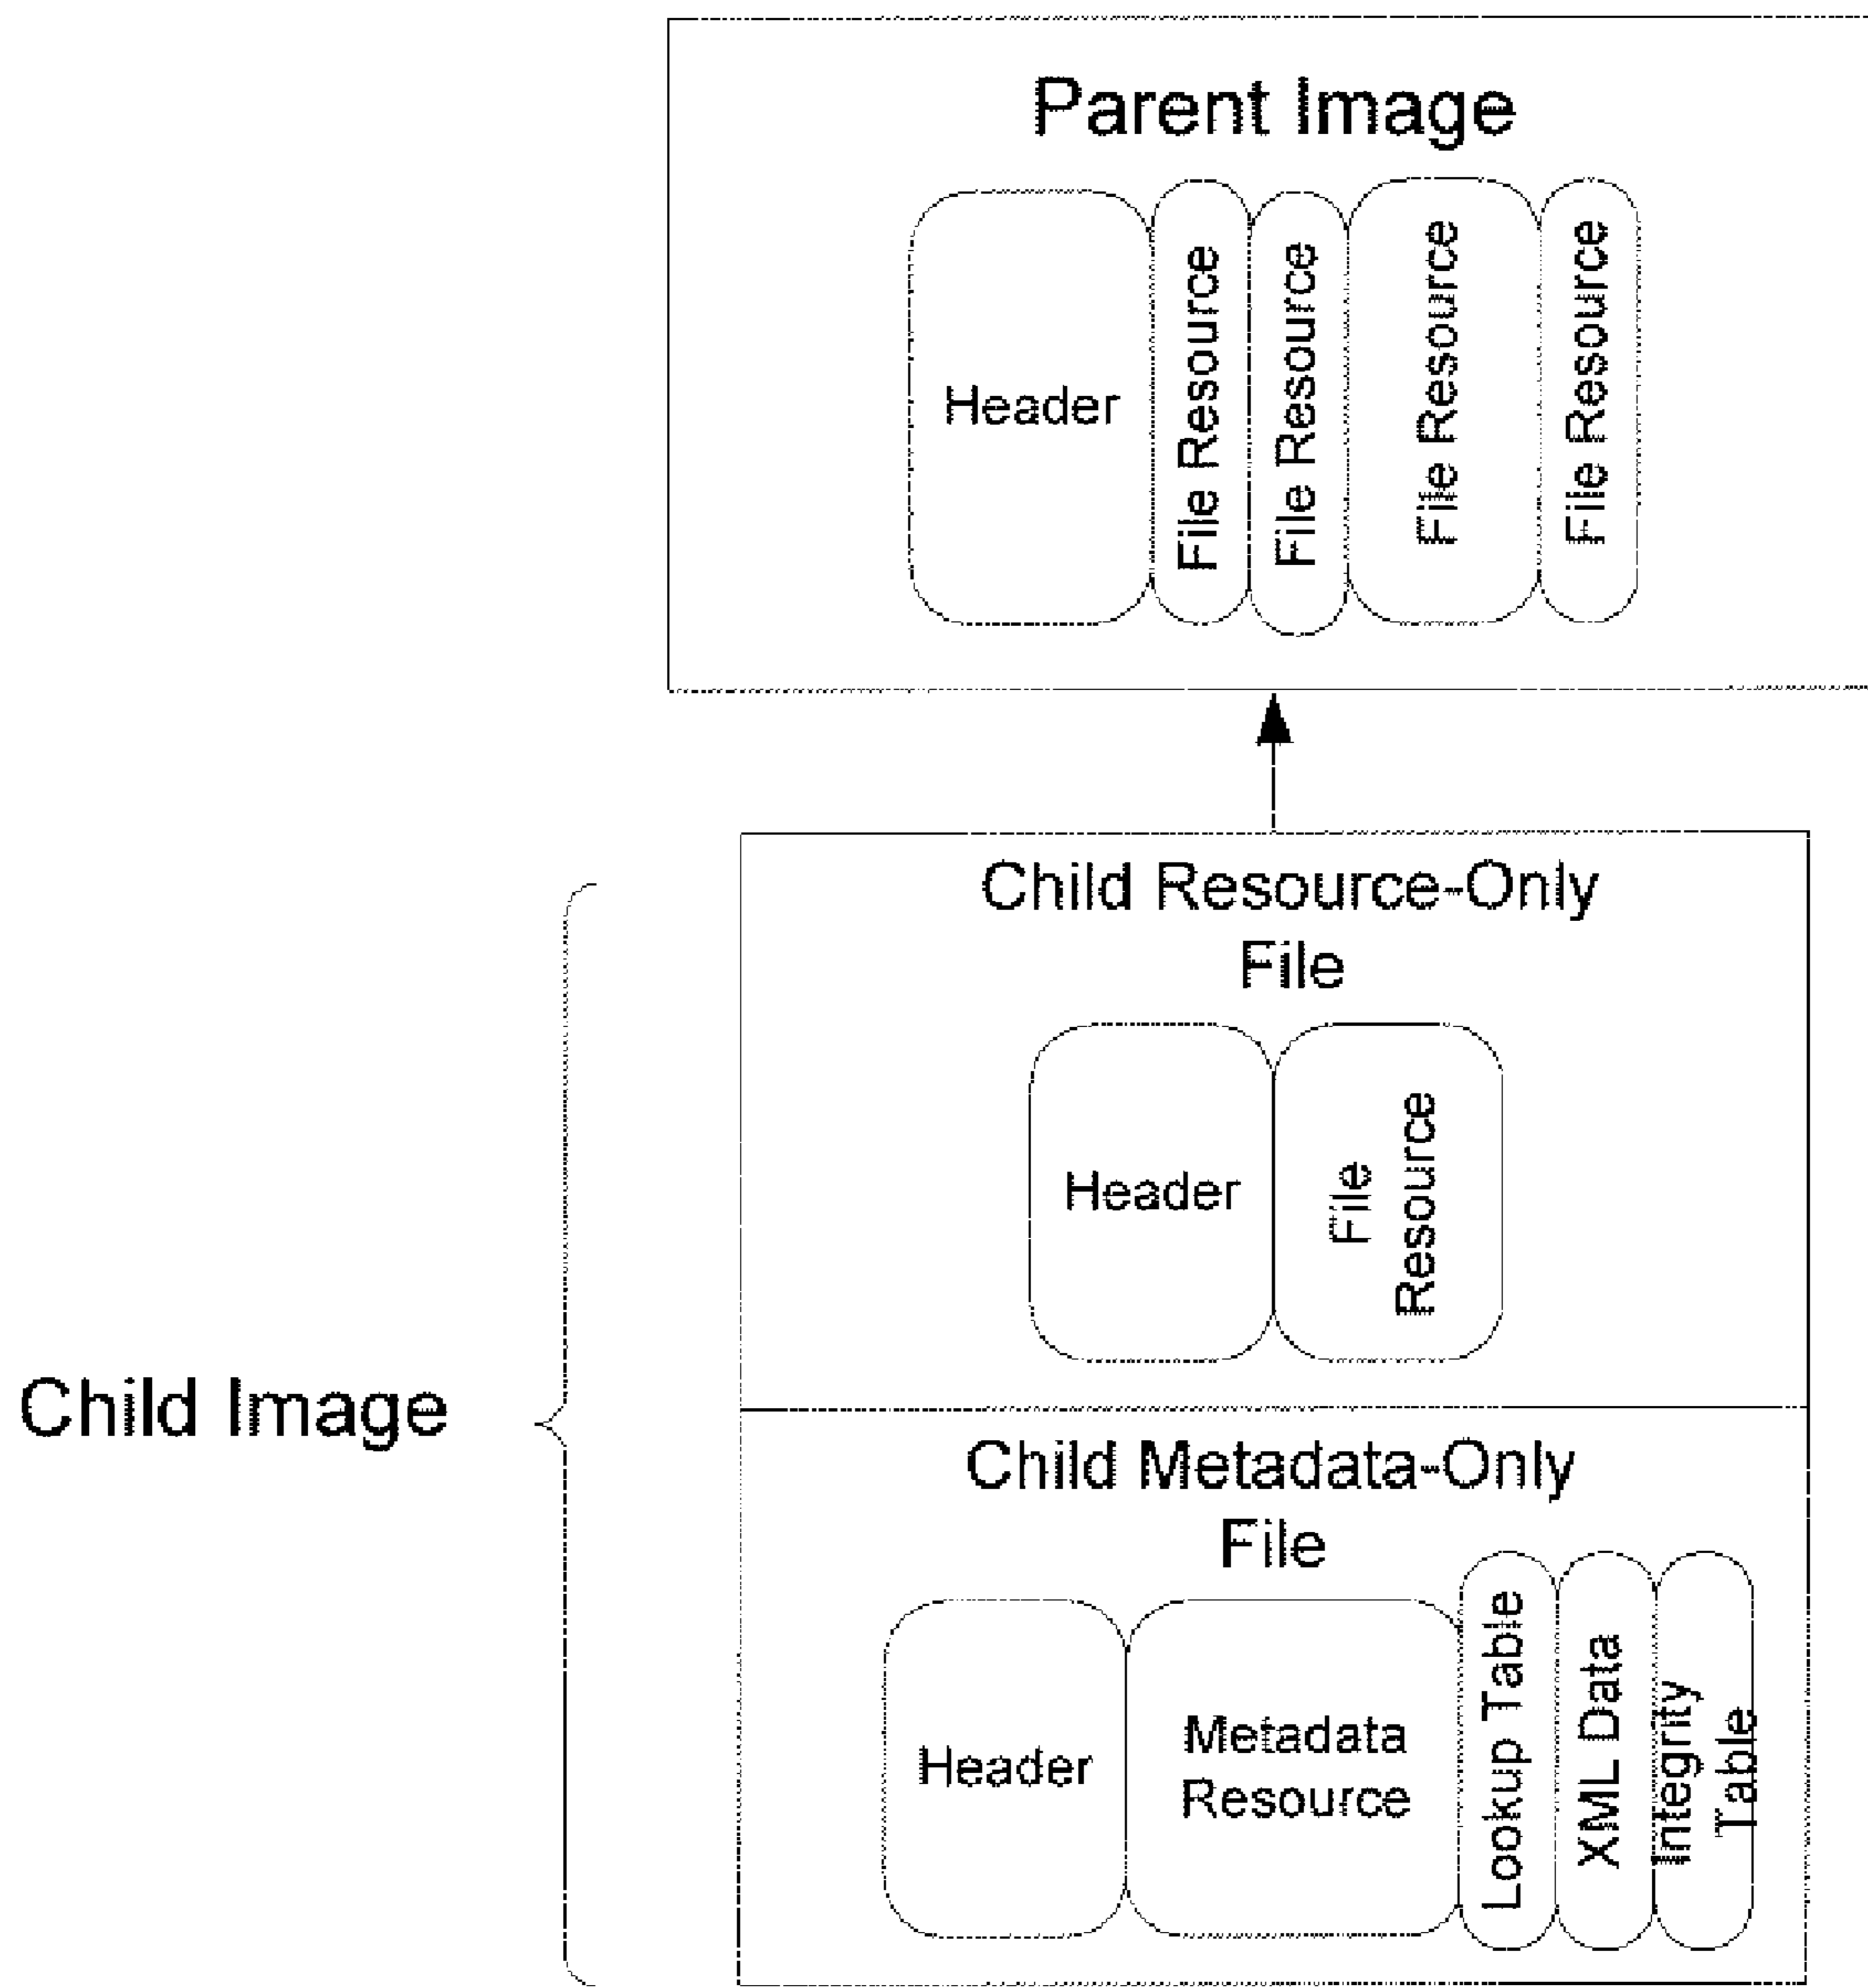 Parent Image
Header
File Resource
File Resource
File Resource
File Resource
Child Resource-Only
File
Header
File
Resource
Child Image
Child Metadata-Only
File
Header
Metadata
Resource
Lookup Table
XML Data
Integrity
Table